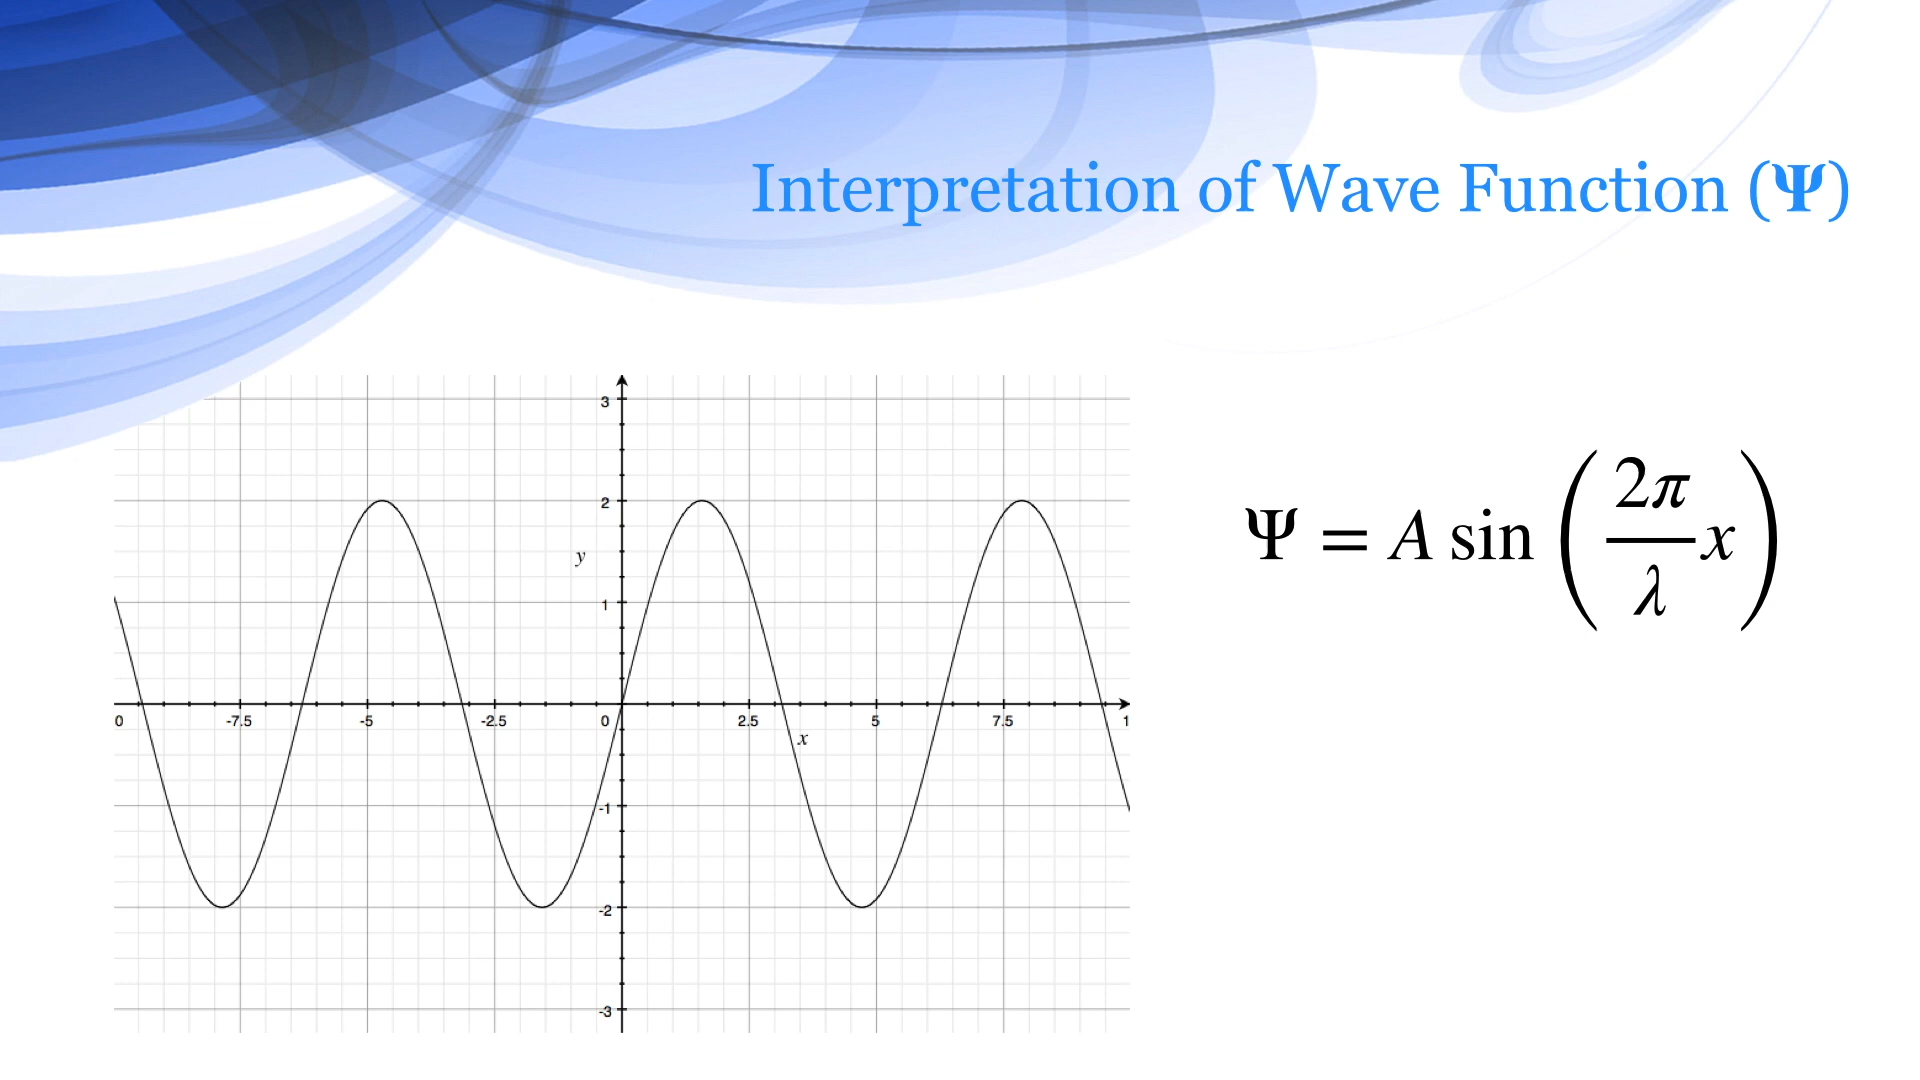 Interpretation of Wave Function (Ψ)
3
2
y
1
0 -7.5 -5 -2.5 0 2.5 5 7.5 1
x
-1
-2
-3
Ψ = A sin (2π/λ x)